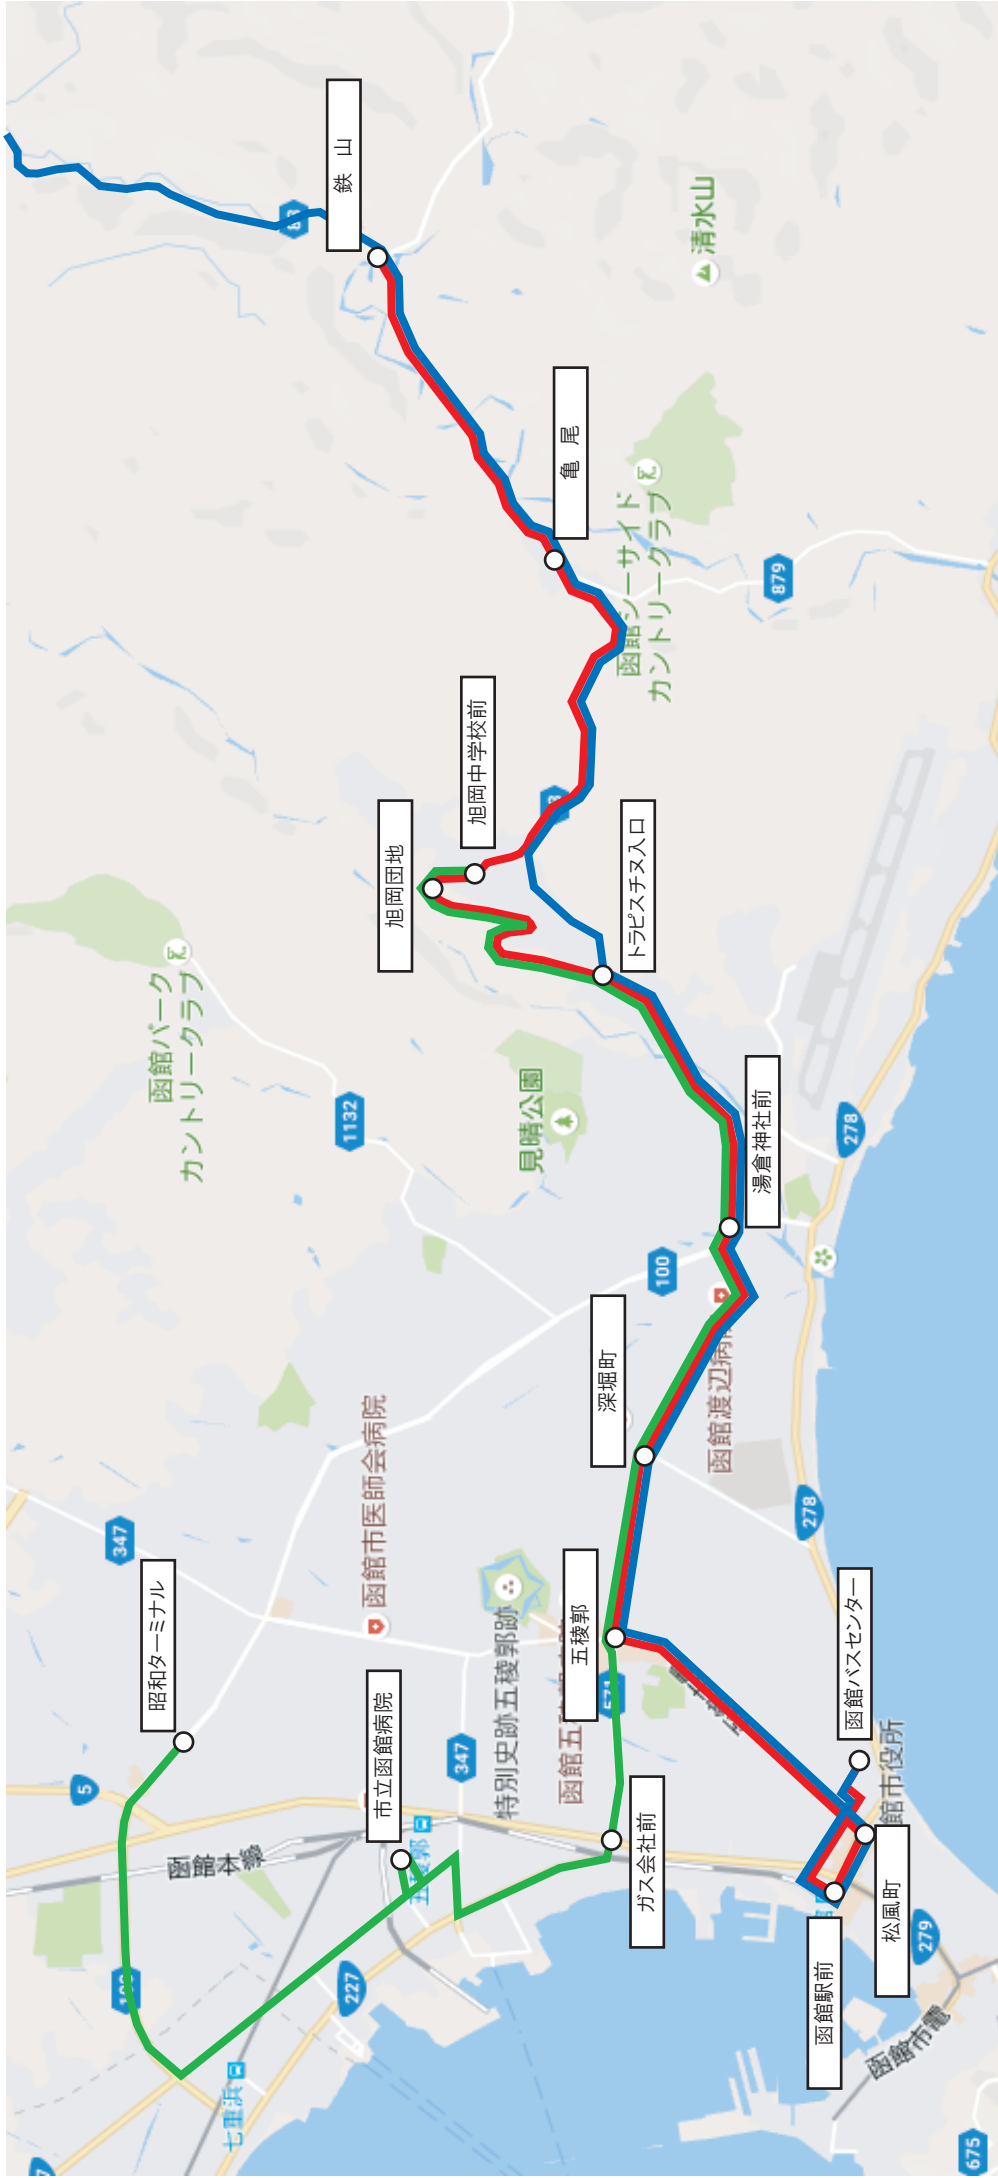 鉄 山
83
清水山
亀 尾
函館シーサイド
カントリークラブ
879
旭岡中学校前
旭岡団地
トラピスチヌ入口
函館パーク
カントリークラブ
1132
見晴公園
278
湯倉神社前
100
函館渡辺病院
深堀町
函館市医師会病院
347
278
昭和ターミナル
特別史跡五稜郭跡
五稜郭
571
函館五
市立函館病院
347
5
函館バスセンター
館市役所
函館本線
五稜郭
ガス会社前
松風町
函館駅前
279
227
七重浜
函館市電
675